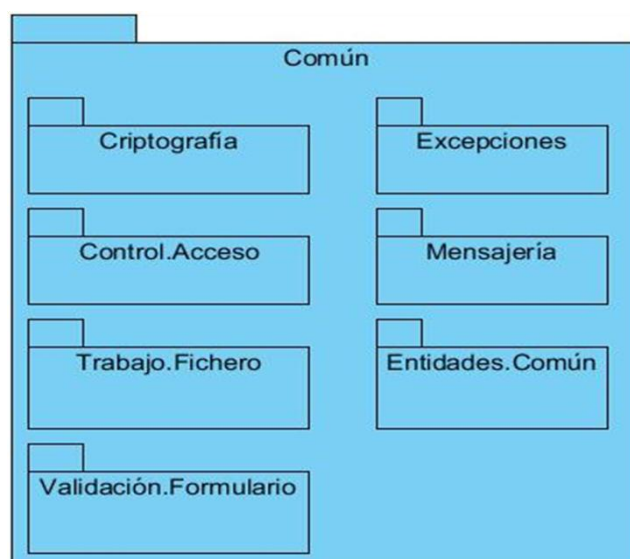 Común
Criptografía
Excepciones
Control.Acceso
Mensajería
Trabajo.Fichero
Entidades.Común
Validación.Formulario